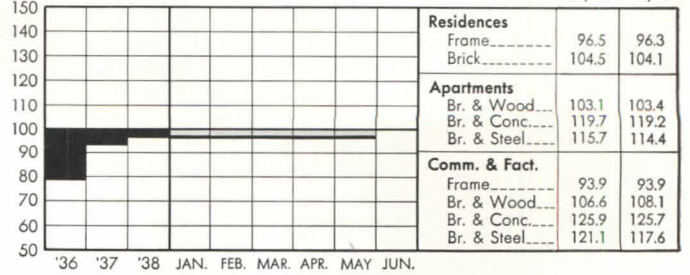 150
140
130
120
110
100
90
80
70
60
50
'36 '37 '38 JAN. FEB. MAR. APR. MAY JUN.
Residences
Frame------- 96.5 96.3
Brick--------- 104.5 104.1
Apartments
Br. & Wood--- 103.1 103.4
Br. & Conc.---- 119.7 119.2
Br. & Steel---- 115.7 114.4
Comm. & Fact.
Frame------- 93.9 93.9
Br. & Wood--- 106.6 108.1
Br. & Conc.---- 125.9 125.7
Br. & Steel---- 121.1 117.6